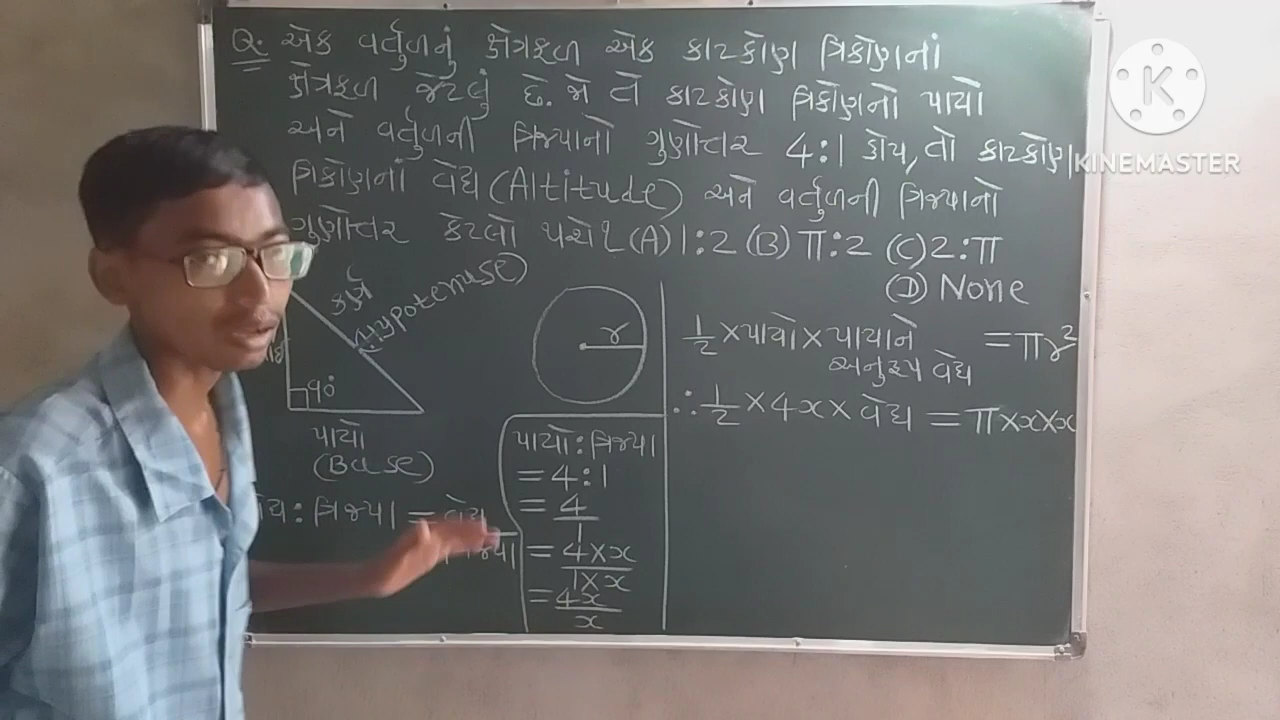 Q. એક વર્તુળનું ક્ષેત્રફળ એક કાટકોણ ત્રિકોણનાં
ક્ષેત્રફળ જેટલું છે. જો તે કાટકોણ ત્રિકોણનો પાયો
અને વર્તુળની ત્રિજ્યાનો ગુણોત્તર 4:1 હોય, તો કાટકોણ
ત્રિકોણનાં વેધ (Altitude) અને વર્તુળની ત્રિજ્યાનો
ગુણોત્તર કેટલો થશે? (A) 1:2 (B) π:2 (C) 2:π
(D) None
કર્ણ
(Hypotenuse)
90°
પાયો
(Base)
r
: ત્રિજ્યા = વેધ
પાયો : ત્રિજ્યા
= 4:1
= 4
1
= 4 × x
1 × x
= 4x
x
1/2 × પાયો × પાયાને = πr²
અનુરૂપ વેધ
∴ 1/2 × 4x × વેધ = π × x × x
K
KINEMASTER